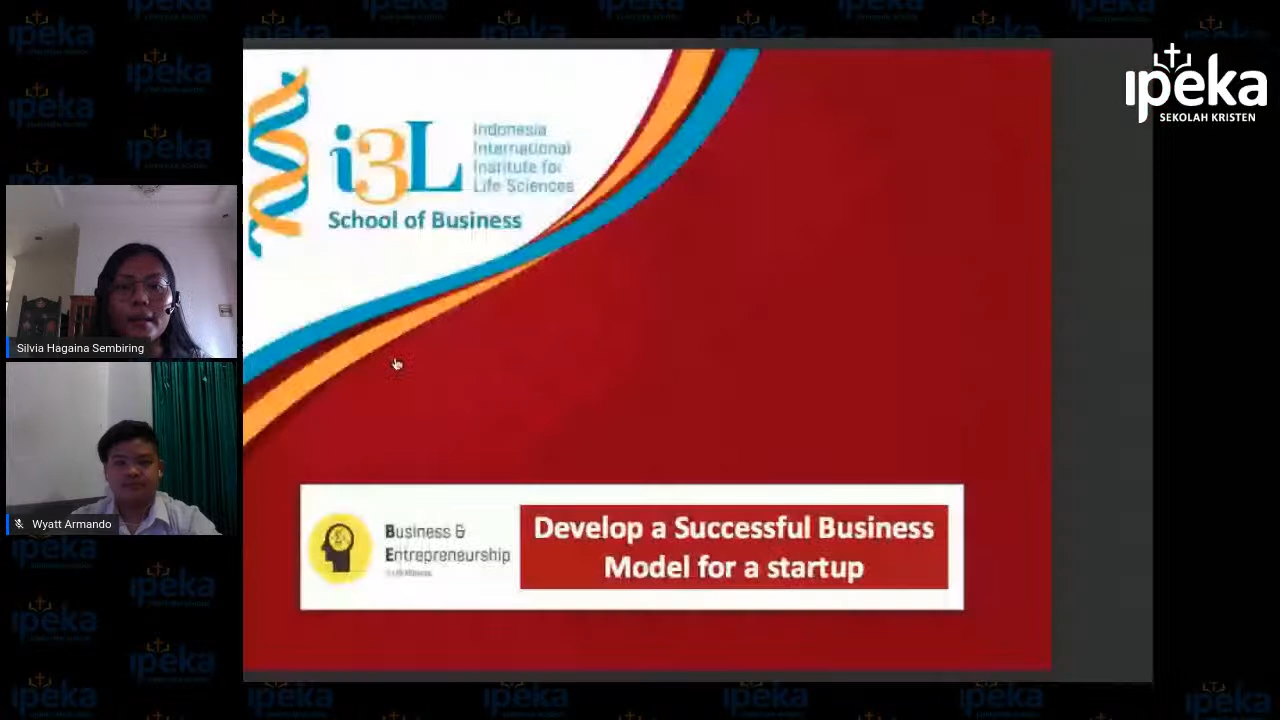 ipeka
SEKOLAH KRISTEN
i3L
Indonesia
International
Institute for
Life Sciences
School of Business
Silvia Hagaina Sembiring
Wyatt Armando
Business &
Entrepreneurship
Develop a Successful Business
Model for a startup